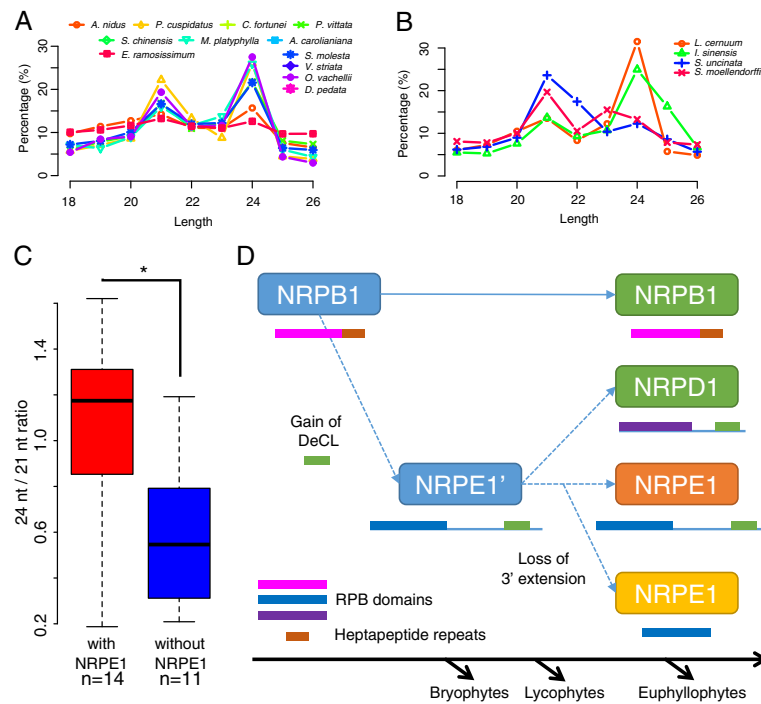 A
A. nidus P. cuspidatus C. fortunei P. vittata
S. chinensis M. platyphylla A. caroliniana
E. ramosissimum S. molesta
V. striata
O. vachellii
D. pedata
Percentage (%)
30
20
10
0
18 20 22 24 26
Length
B
L. cernuum
I. sinensis
S. uncinata
S. moellendorffi
Percentage (%)
30
20
10
0
18 20 22 24 26
Length
C
*
24 nt / 21 nt ratio
1.4
1.0
0.6
0.2
with
NRPE1
n=14
without
NRPE1
n=11
D
NRPB1
NRPB1
NRPD1
Gain of
DeCL
NRPE1'
NRPE1
Loss of
3' extension
NRPE1
RPB domains
Heptapeptide repeats
Bryophytes
Lycophytes
Euphyllophytes